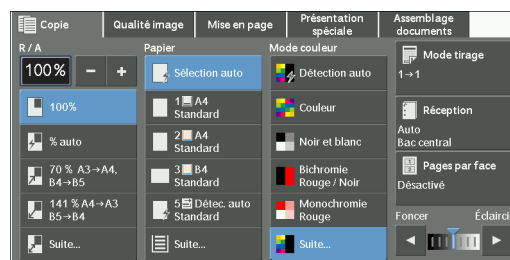 Copie
Qualité image
Mise en page
Présentation
spéciale
Assemblage
documents
R / A
100%
−
+
100%
% auto
70 % A3→A4,
B4→B5
141 % A4→A3
B5→B4
Suite...
Papier
Sélection auto
1 A4
Standard
2 A4
Standard
3 B4
Standard
5 Détec. auto
Standard
Suite...
Mode couleur
Détection auto
Couleur
Noir et blanc
Bichromie
Rouge / Noir
Monochromie
Rouge
Suite...
Mode tirage
1→1
Réception
Auto
Bac central
Pages par face
Désactivé
Foncer
Éclairci